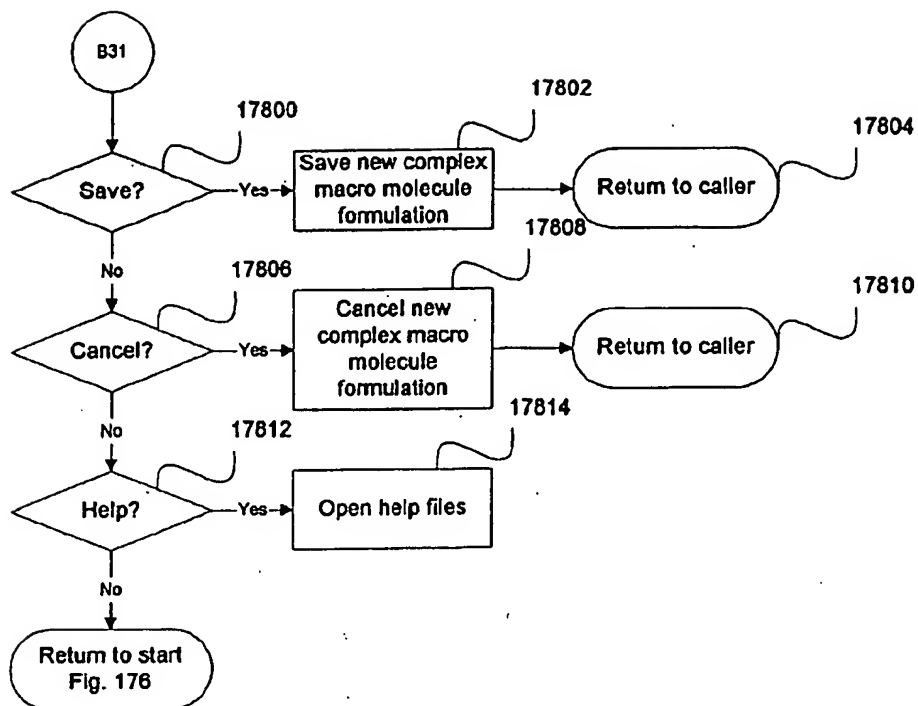 B31
17800
17802
17804
Save?
Yes
Save new complex
macro molecule
formulation
Return to caller
No
17806
17808
17810
Cancel?
Yes
Cancel new
complex macro
molecule
formulation
Return to caller
No
17812
17814
Help?
Yes
Open help files
No
Return to start
Fig. 176